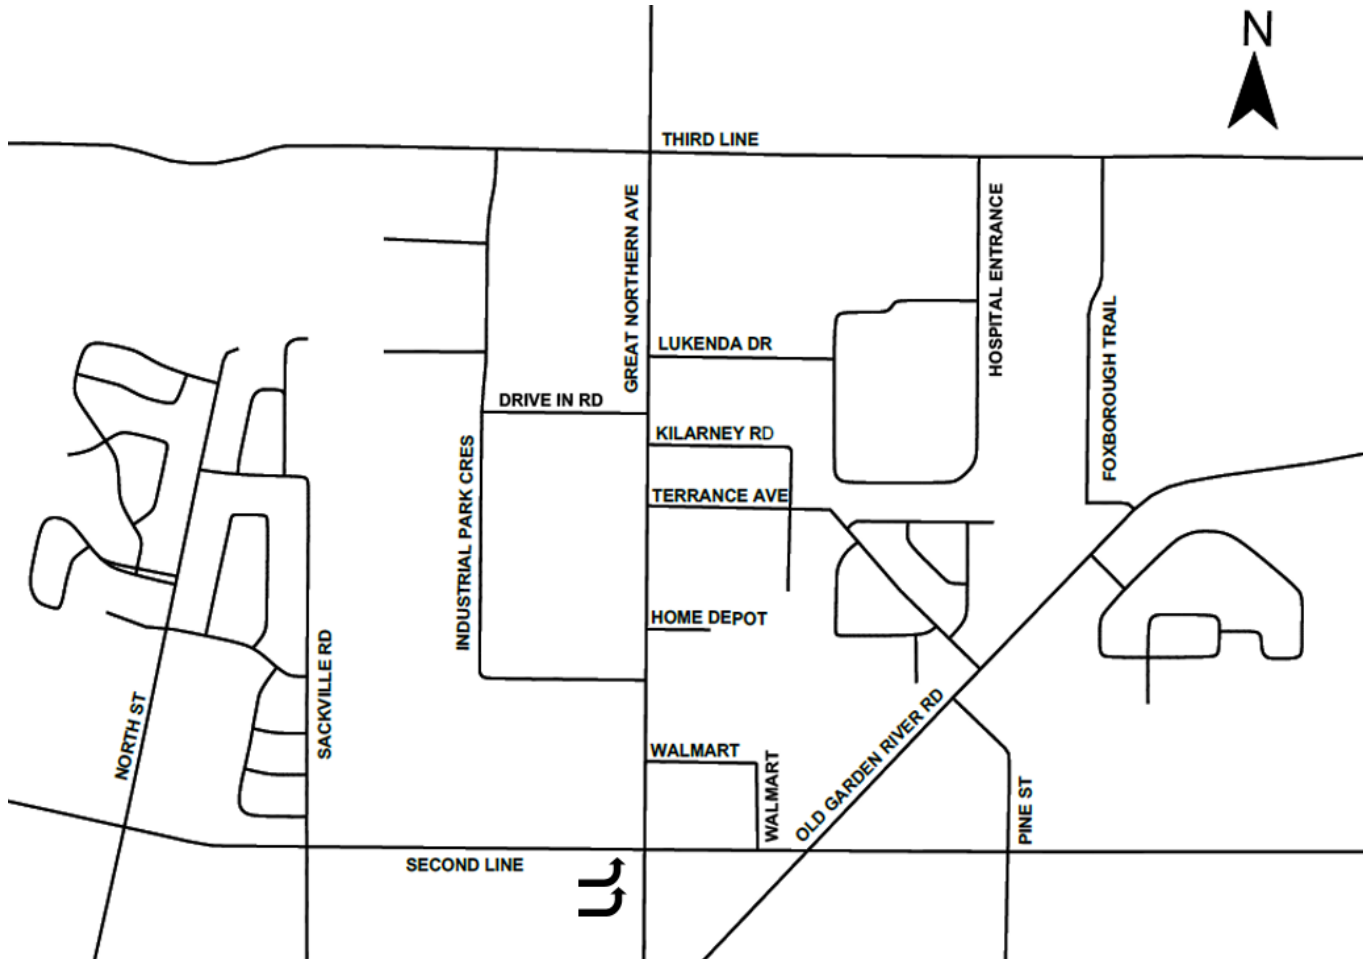 N
THIRD LINE
GREAT NORTHERN AVE
HOSPITAL ENTRANCE
LUKENDA DR
FOXBOROUGH TRAIL
DRIVE IN RD
KILARNEY RD
INDUSTRIAL PARK CRES
TERRANCE AVE
HOME DEPOT
SACKVILLE RD
NORTH ST
OLD GARDEN RIVER RD
WALMART
WALMART
PINE ST
SECOND LINE